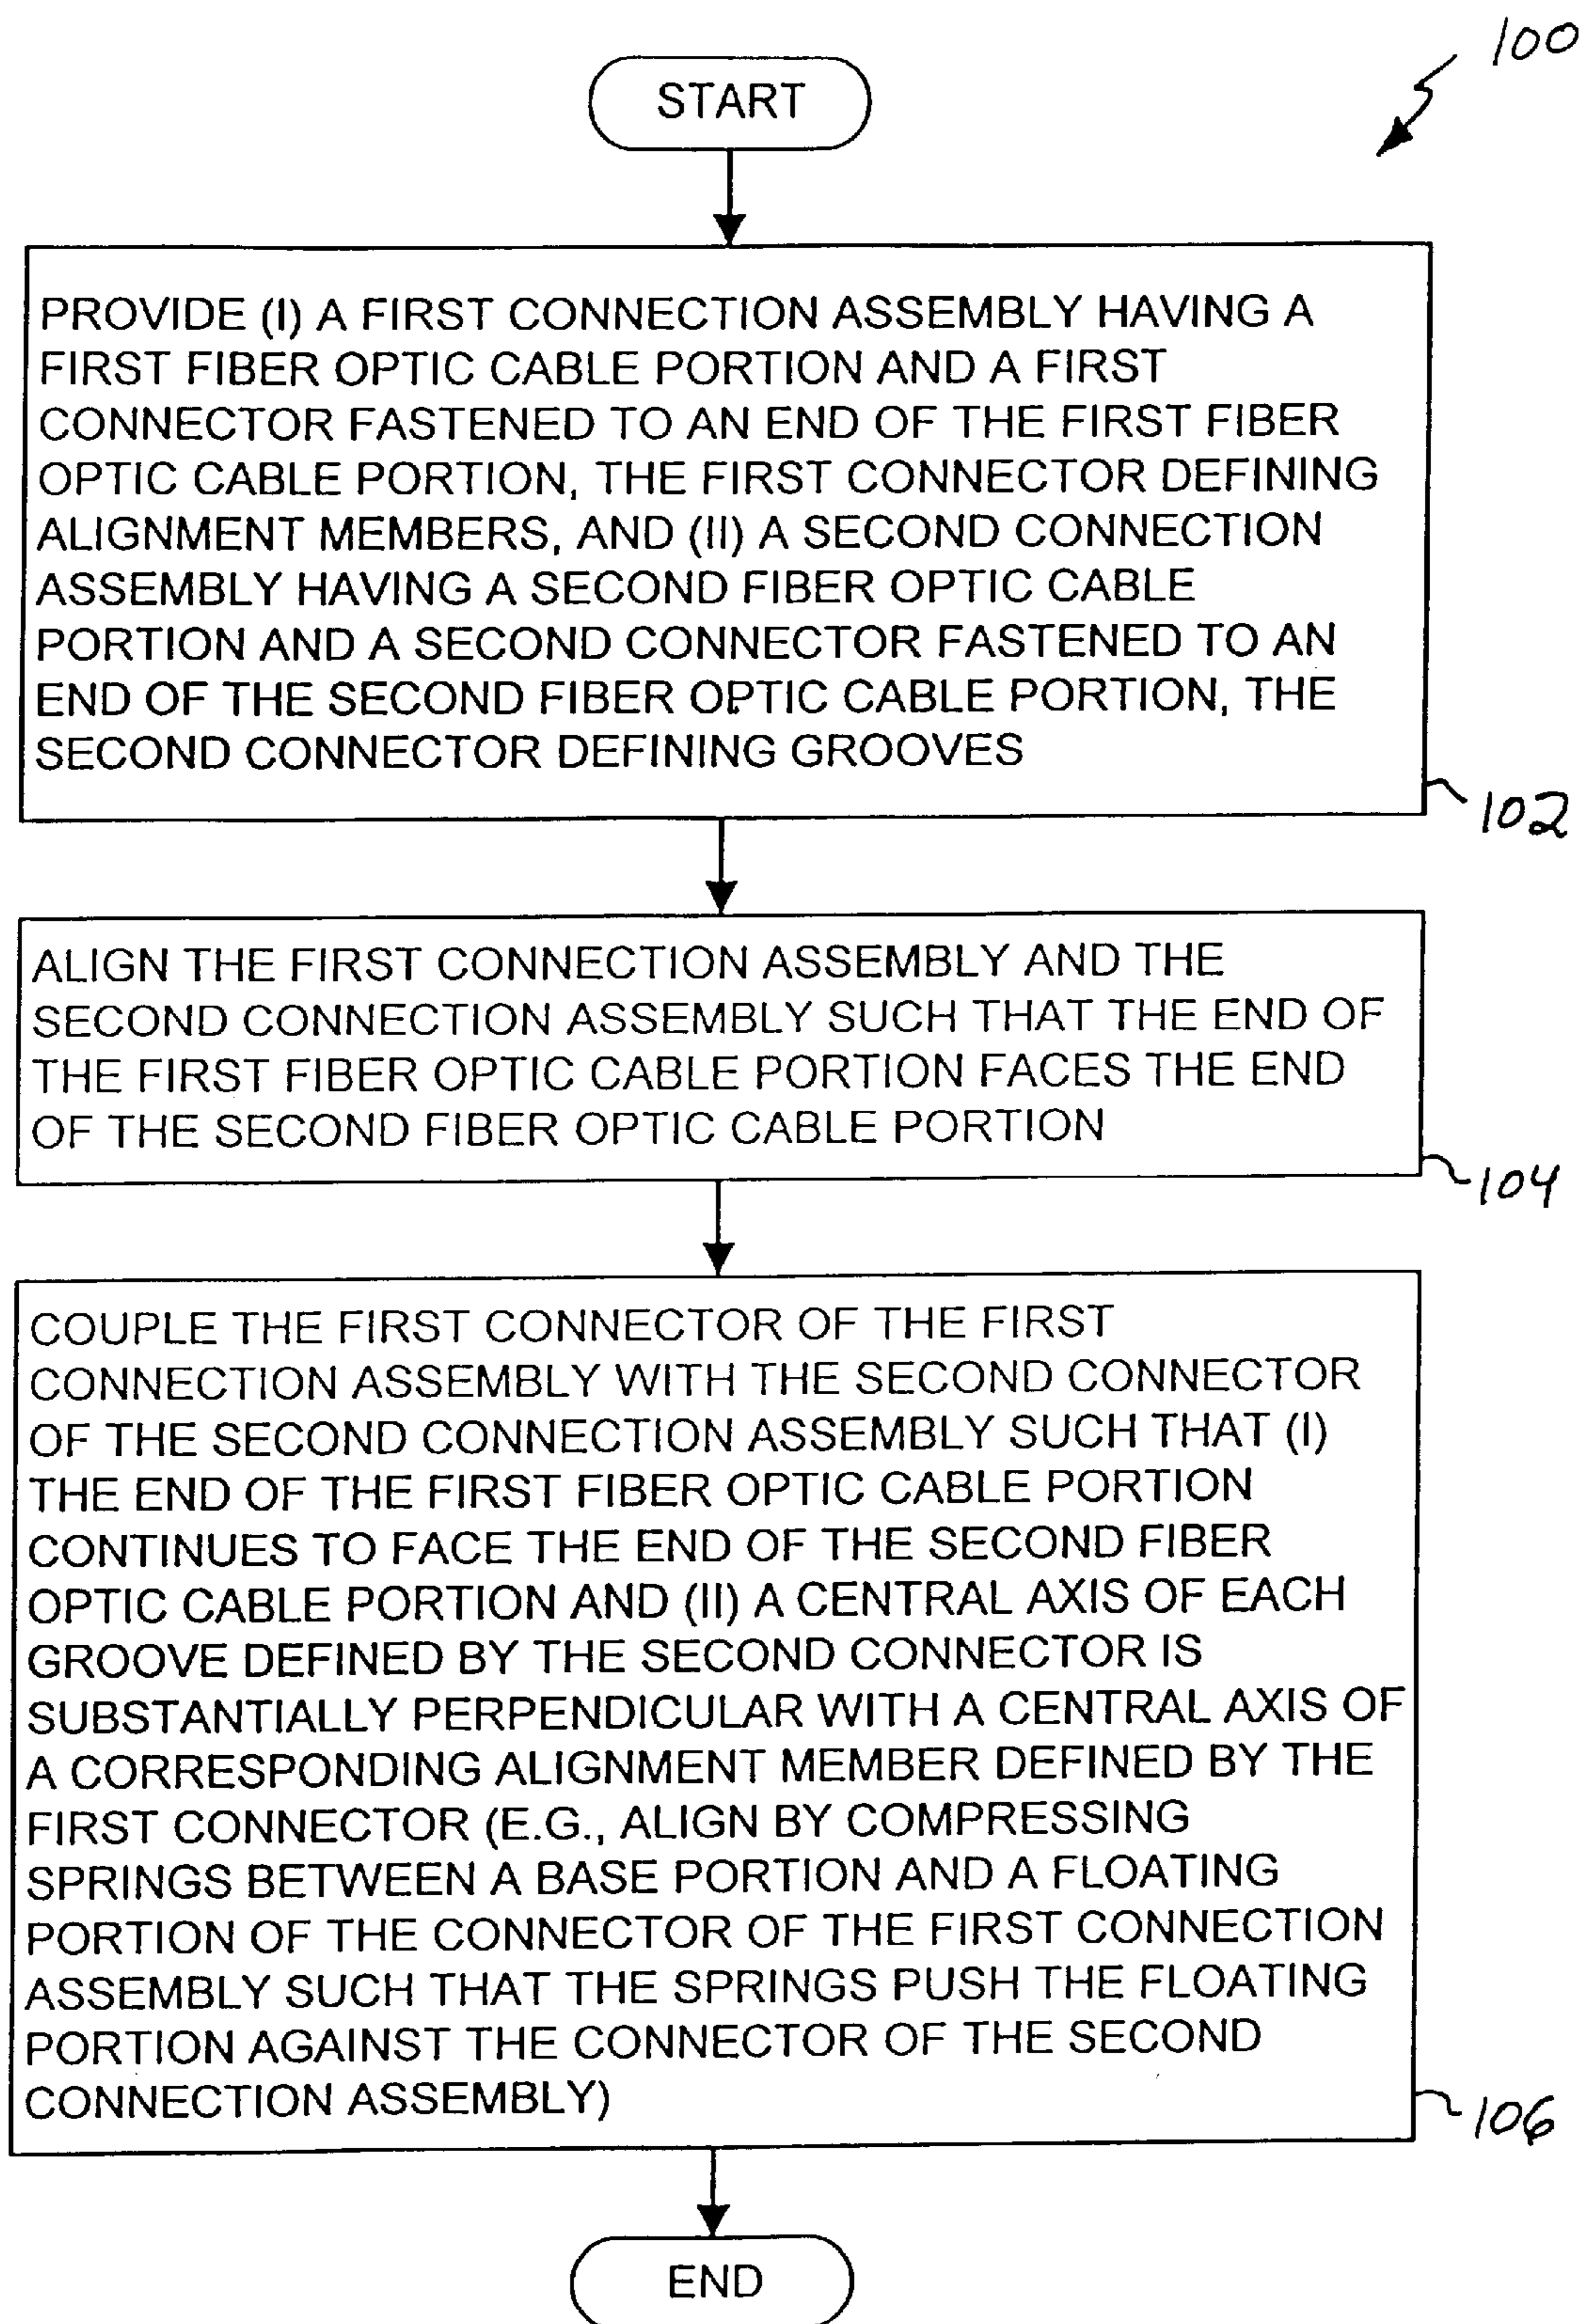 100
START
PROVIDE (I) A FIRST CONNECTION ASSEMBLY HAVING A
FIRST FIBER OPTIC CABLE PORTION AND A FIRST
CONNECTOR FASTENED TO AN END OF THE FIRST FIBER
OPTIC CABLE PORTION, THE FIRST CONNECTOR DEFINING
ALIGNMENT MEMBERS, AND (II) A SECOND CONNECTION
ASSEMBLY HAVING A SECOND FIBER OPTIC CABLE
PORTION AND A SECOND CONNECTOR FASTENED TO AN
END OF THE SECOND FIBER OPTIC CABLE PORTION, THE
SECOND CONNECTOR DEFINING GROOVES
102
ALIGN THE FIRST CONNECTION ASSEMBLY AND THE
SECOND CONNECTION ASSEMBLY SUCH THAT THE END OF
THE FIRST FIBER OPTIC CABLE PORTION FACES THE END
OF THE SECOND FIBER OPTIC CABLE PORTION
104
COUPLE THE FIRST CONNECTOR OF THE FIRST
CONNECTION ASSEMBLY WITH THE SECOND CONNECTOR
OF THE SECOND CONNECTION ASSEMBLY SUCH THAT (I)
THE END OF THE FIRST FIBER OPTIC CABLE PORTION
CONTINUES TO FACE THE END OF THE SECOND FIBER
OPTIC CABLE PORTION AND (II) A CENTRAL AXIS OF EACH
GROOVE DEFINED BY THE SECOND CONNECTOR IS
SUBSTANTIALLY PERPENDICULAR WITH A CENTRAL AXIS OF
A CORRESPONDING ALIGNMENT MEMBER DEFINED BY THE
FIRST CONNECTOR (E.G., ALIGN BY COMPRESSING
SPRINGS BETWEEN A BASE PORTION AND A FLOATING
PORTION OF THE CONNECTOR OF THE FIRST CONNECTION
ASSEMBLY SUCH THAT THE SPRINGS PUSH THE FLOATING
PORTION AGAINST THE CONNECTOR OF THE SECOND
CONNECTION ASSEMBLY)
106
END